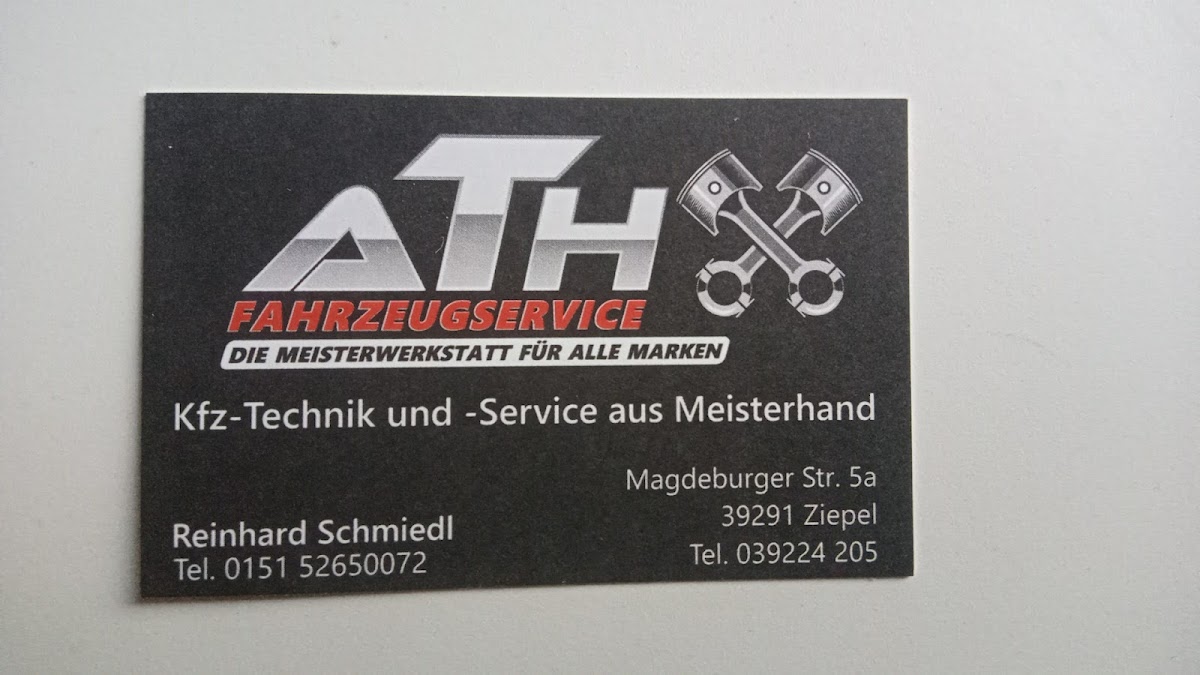 ATH
FAHRZEUGSERVICE
DIE MEISTERWERKSTATT FÜR ALLE MARKEN
Kfz-Technik und -Service aus Meisterhand
Magdeburger Str. 5a
39291 Ziepel
Tel. 039224 205
Reinhard Schmiedl
Tel. 0151 52650072